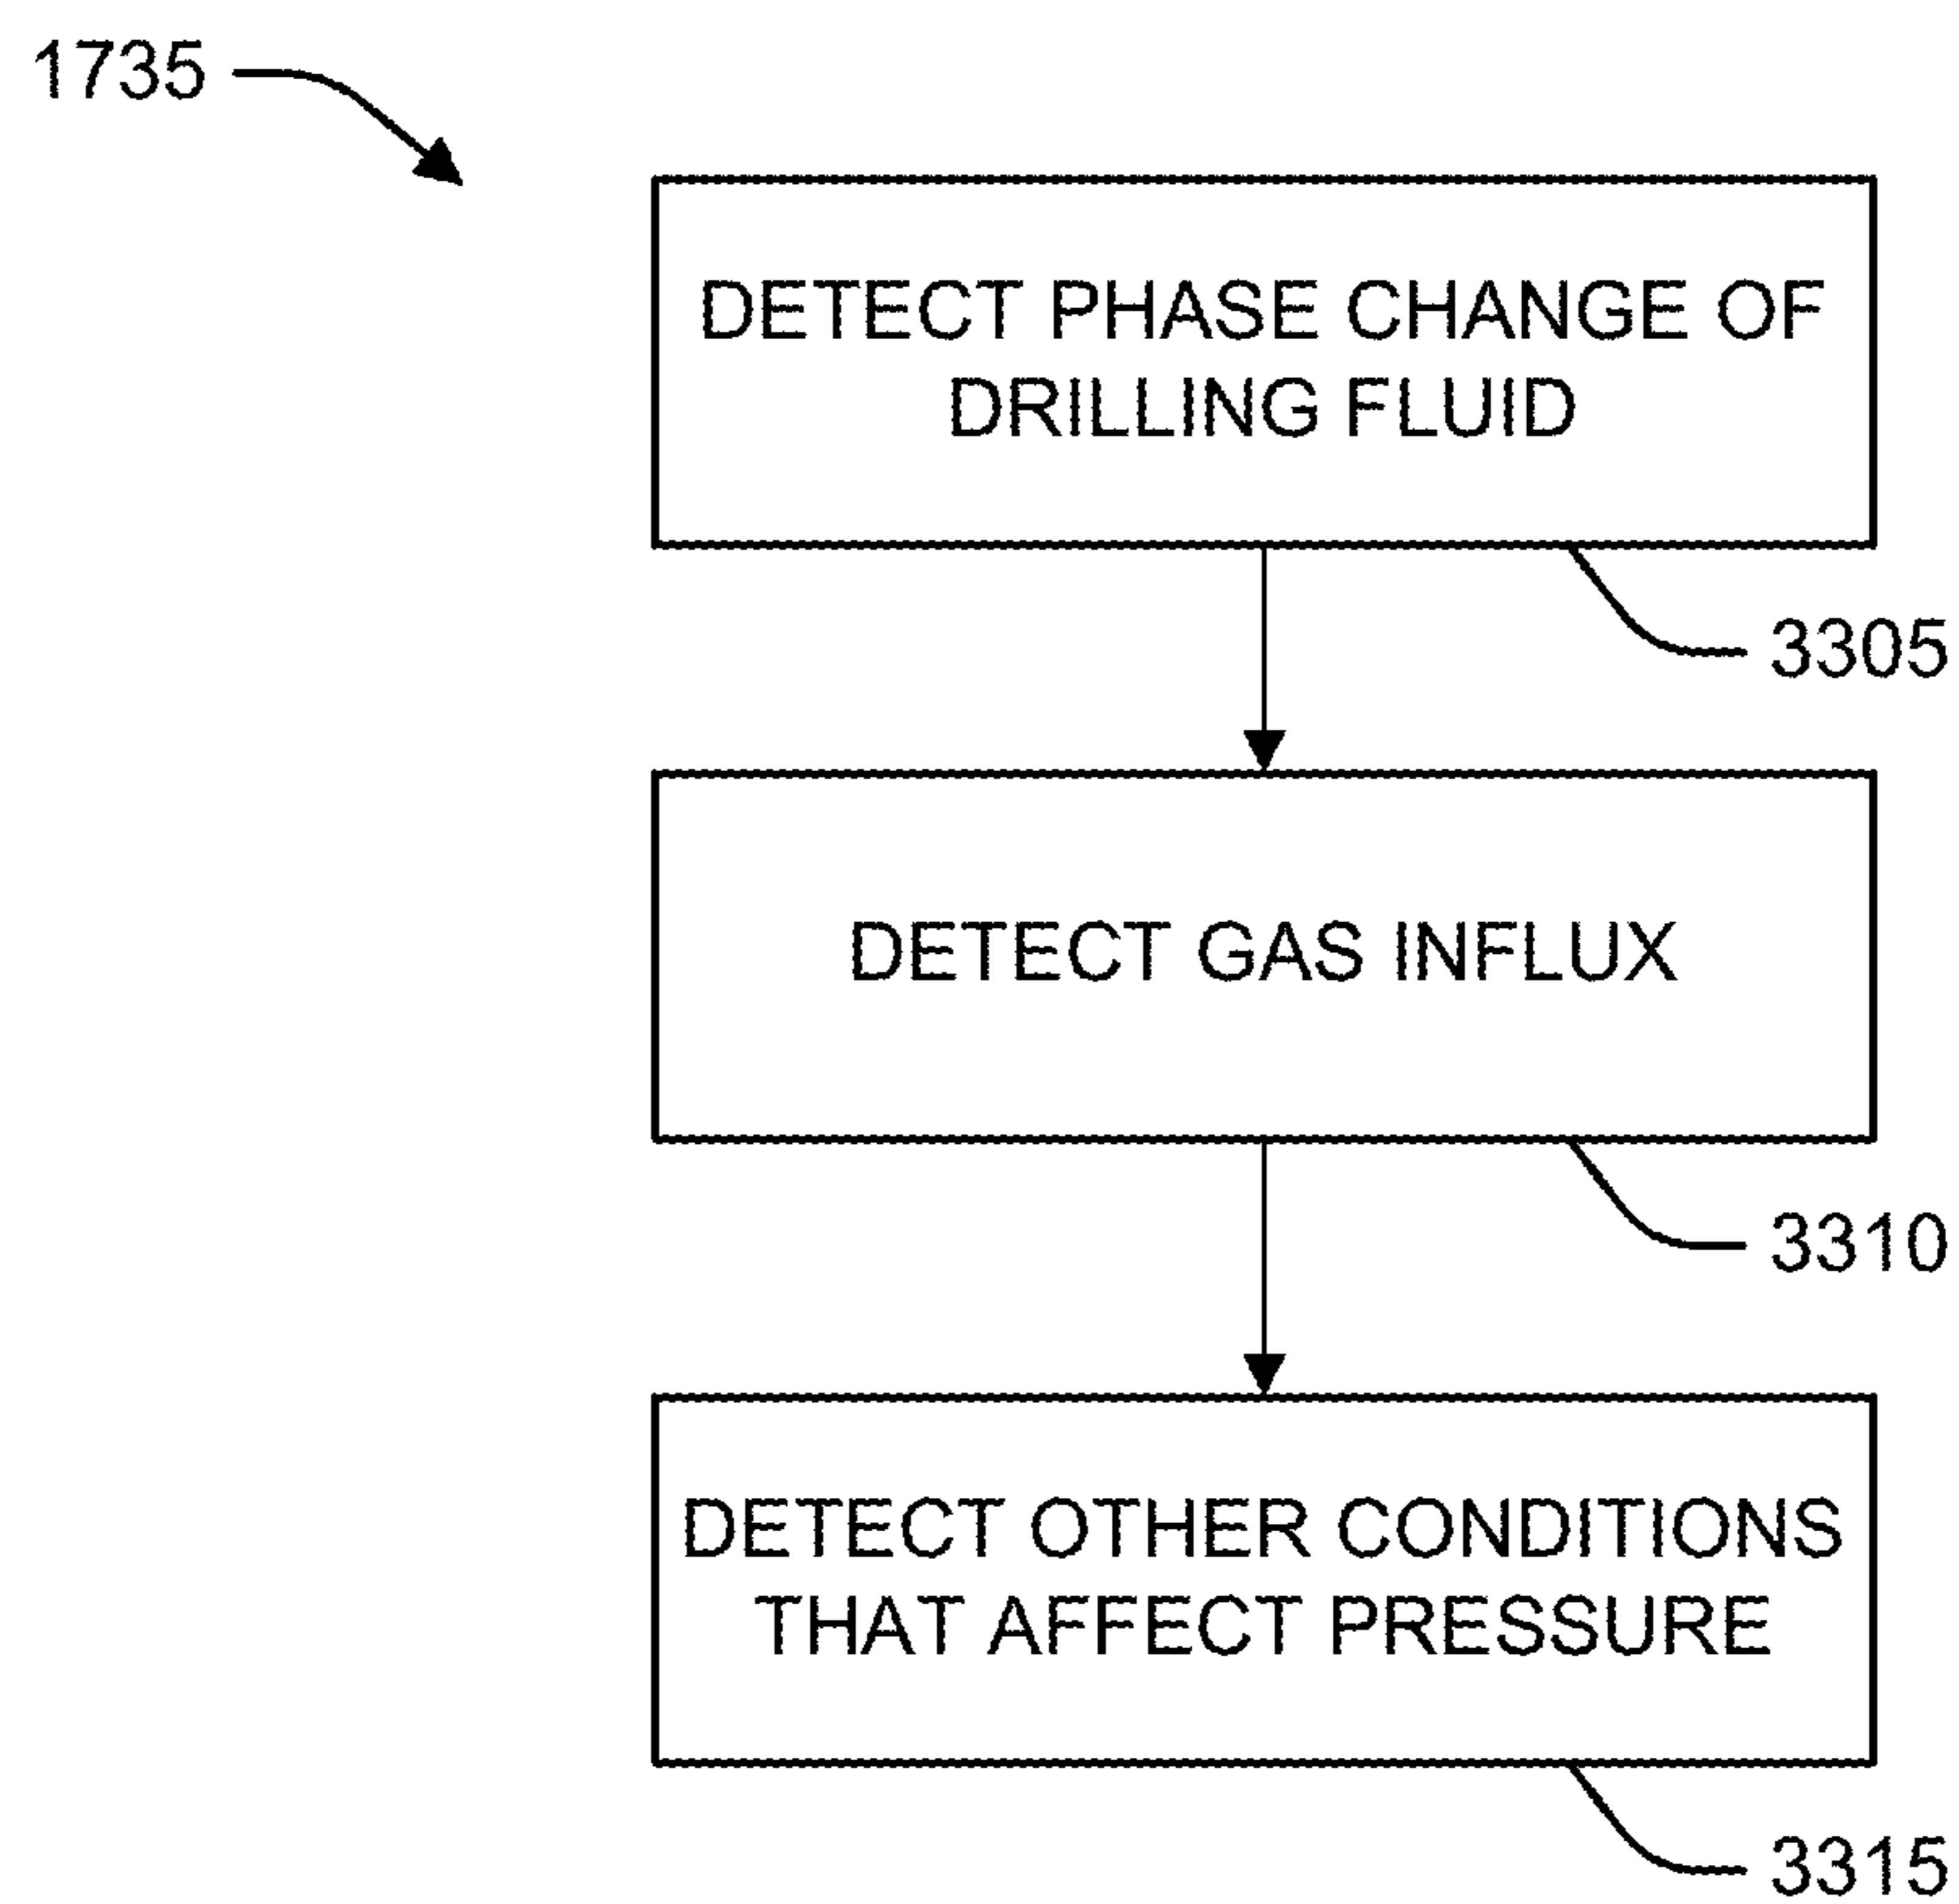 1735
DETECT PHASE CHANGE OF
DRILLING FLUID
3305
DETECT GAS INFLUX
3310
DETECT OTHER CONDITIONS
THAT AFFECT PRESSURE
3315